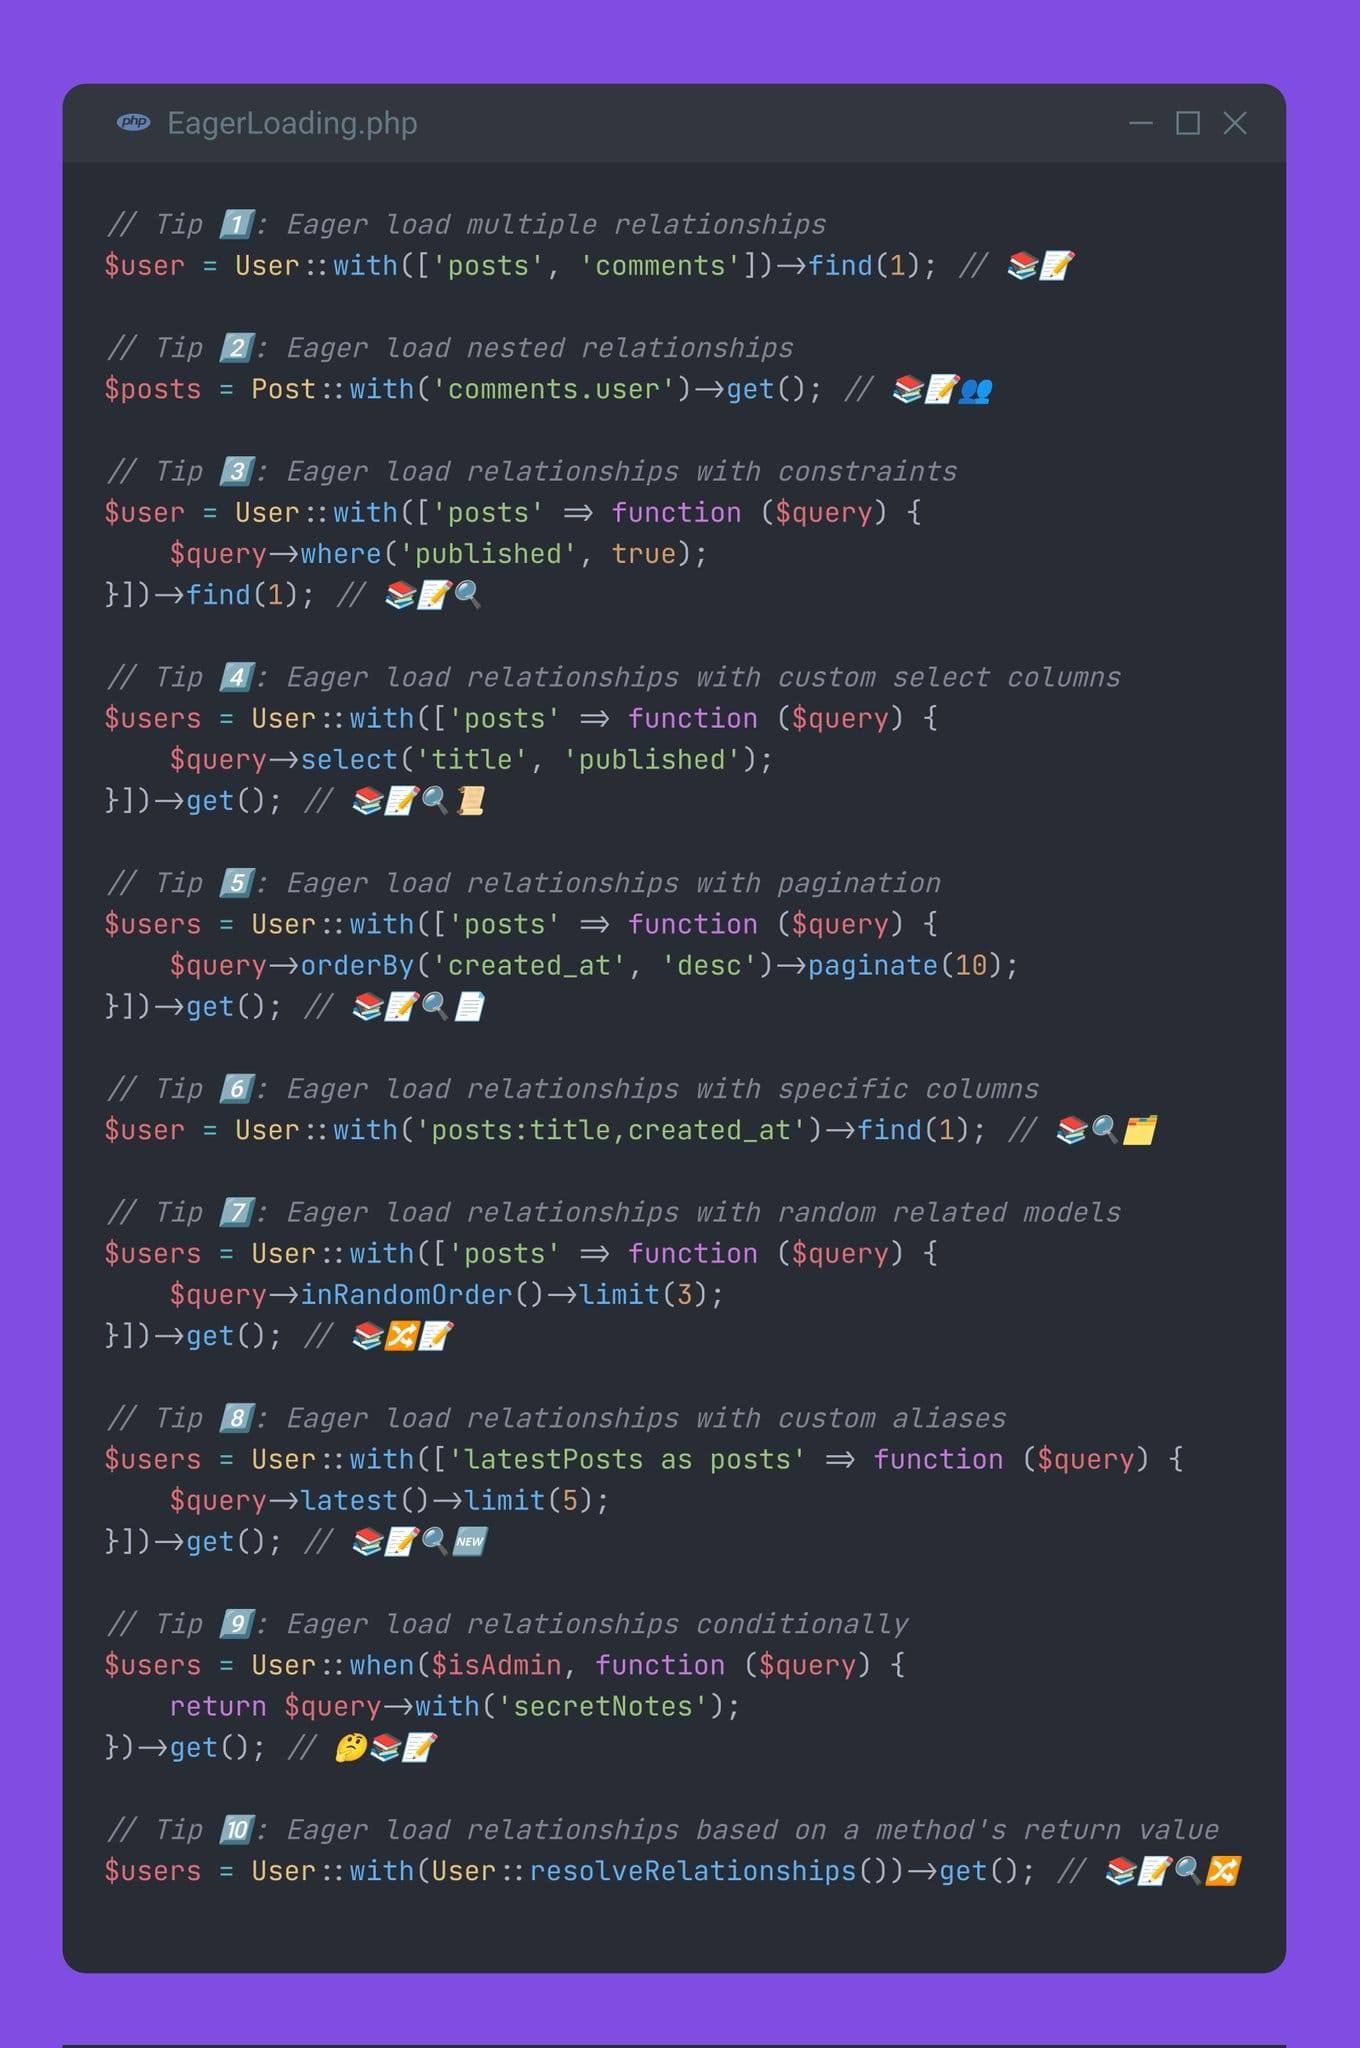 php EagerLoading.php
// Tip 1️⃣: Eager load multiple relationships
$user = User::with(['posts', 'comments'])->find(1); // 📚📝
// Tip 2️⃣: Eager load nested relationships
$posts = Post::with('comments.user')->get(); // 📚📝👥
// Tip 3️⃣: Eager load relationships with constraints
$user = User::with(['posts' => function ($query) {
    $query->where('published', true);
}])->find(1); // 📚📝🔍
// Tip 4️⃣: Eager load relationships with custom select columns
$users = User::with(['posts' => function ($query) {
    $query->select('title', 'published');
}])->get(); // 📚📝🔍📜
// Tip 5️⃣: Eager load relationships with pagination
$users = User::with(['posts' => function ($query) {
    $query->orderBy('created_at', 'desc')->paginate(10);
}])->get(); // 📚📝🔍📄
// Tip 6️⃣: Eager load relationships with specific columns
$user = User::with('posts:title,created_at')->find(1); // 📚🔍🗂️
// Tip 7️⃣: Eager load relationships with random related models
$users = User::with(['posts' => function ($query) {
    $query->inRandomOrder()->limit(3);
}])->get(); // 📚🔀📝
// Tip 8️⃣: Eager load relationships with custom aliases
$users = User::with(['latestPosts as posts' => function ($query) {
    $query->latest()->limit(5);
}])->get(); // 📚📝🔍🆕
// Tip 9️⃣: Eager load relationships conditionally
$users = User::when($isAdmin, function ($query) {
    return $query->with('secretNotes');
})->get(); // 🤔📚📝
// Tip 🔟: Eager load relationships based on a method's return value
$users = User::with(User::resolveRelationships())->get(); // 📚📝🔍🔀